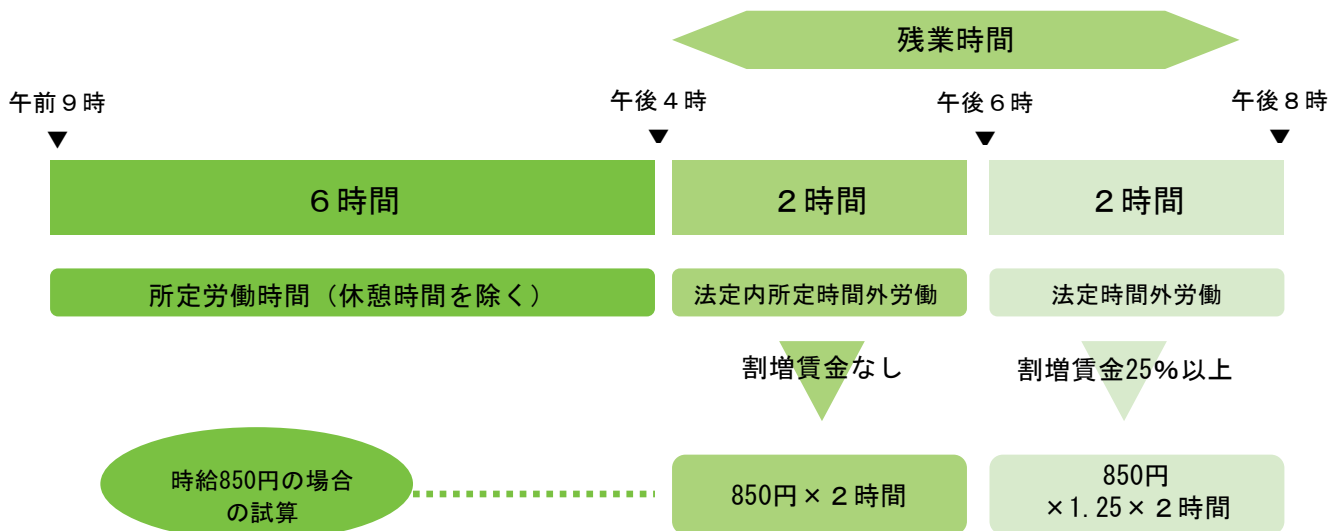 残業時間
午前９時
午後４時
午後６時
午後８時
６時間
２時間
２時間
所定労働時間（休憩時間を除く）
法定内所定時間外労働
法定時間外労働
割増賃金なし
割増賃金25%以上
時給850円の場合
の試算
850円×２時間
850円
×1.25×２時間